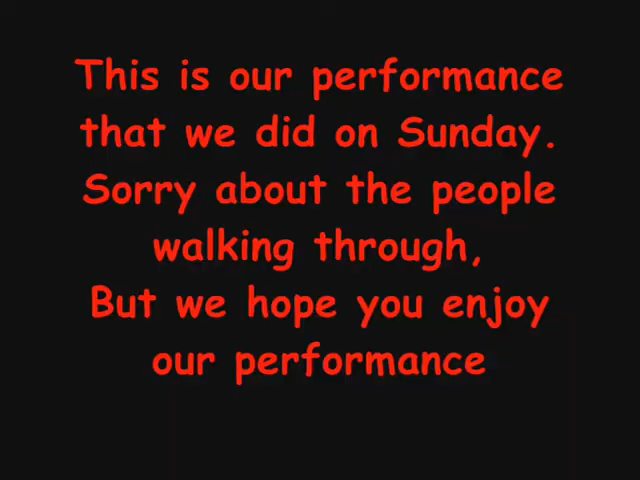 This is our performance
that we did on Sunday.
Sorry about the people
walking through,
But we hope you enjoy
our performance